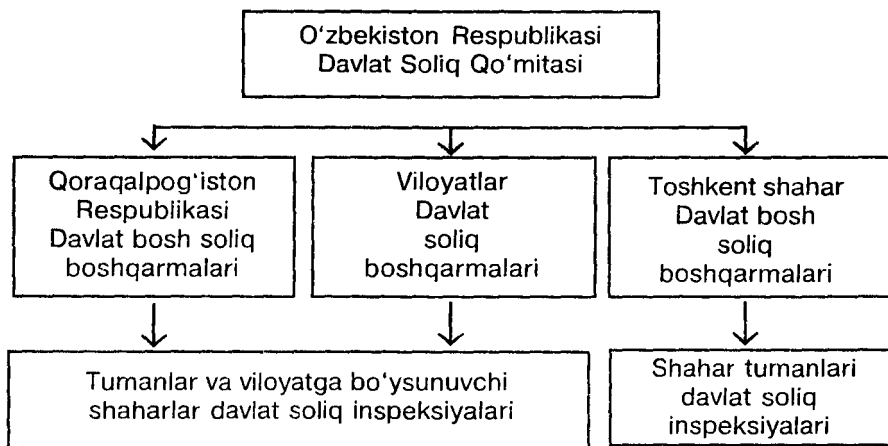 O‘zbekiston Respublikasi
Davlat Soliq Qo‘mitasi
Qoraqalpog‘iston
Respublikasi
Davlat bosh soliq
boshqarmalari
Viloyatlar
Davlat
soliq
boshqarmalari
Toshkent shahar
Davlat bosh
soliq
boshqarmalari
Tumanlar va viloyatga bo‘ysunuvchi
shaharlar davlat soliq inspeksiyalari
Shahar tumanlari
davlat soliq
inspeksiyalari